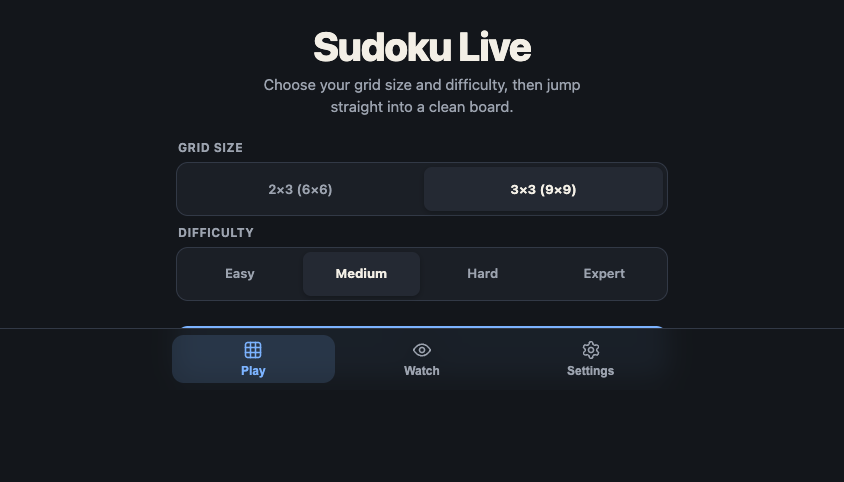 Sudoku Live
Choose your grid size and difficulty, then jump
straight into a clean board.
GRID SIZE
2×3 (6×6)
3×3 (9×9)
DIFFICULTY
Easy
Medium
Hard
Expert
Play
Watch
Settings